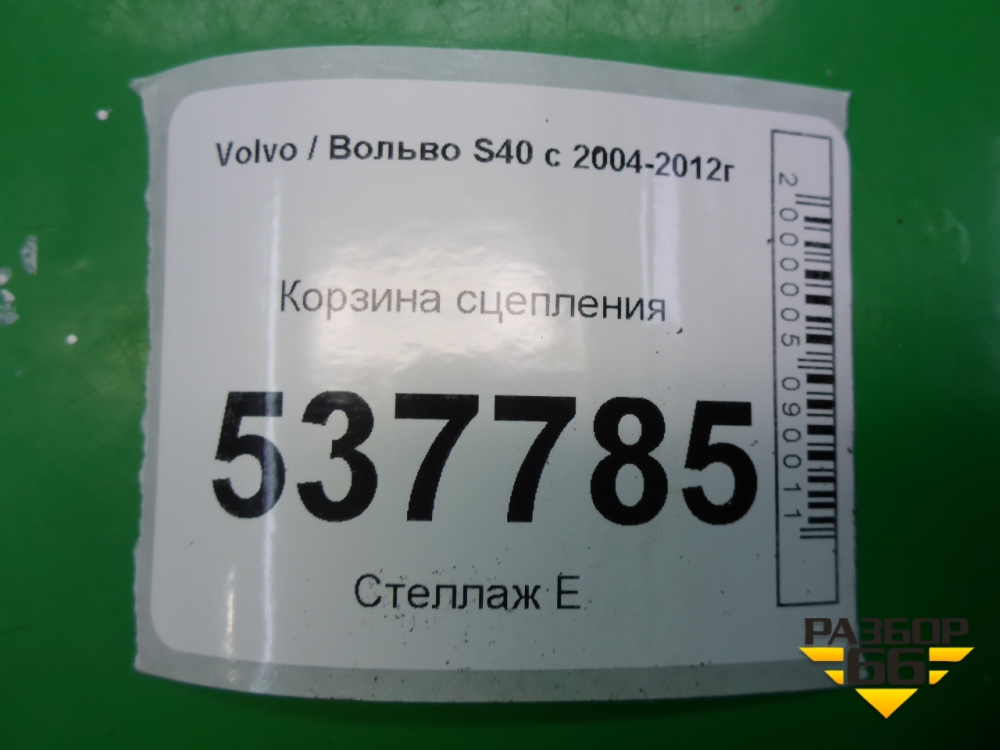 Volvo / Вольво S40 с 2004-2012г
Корзина сцепления
537785
Стеллаж Е
2000005090011
РАЗБОР
66